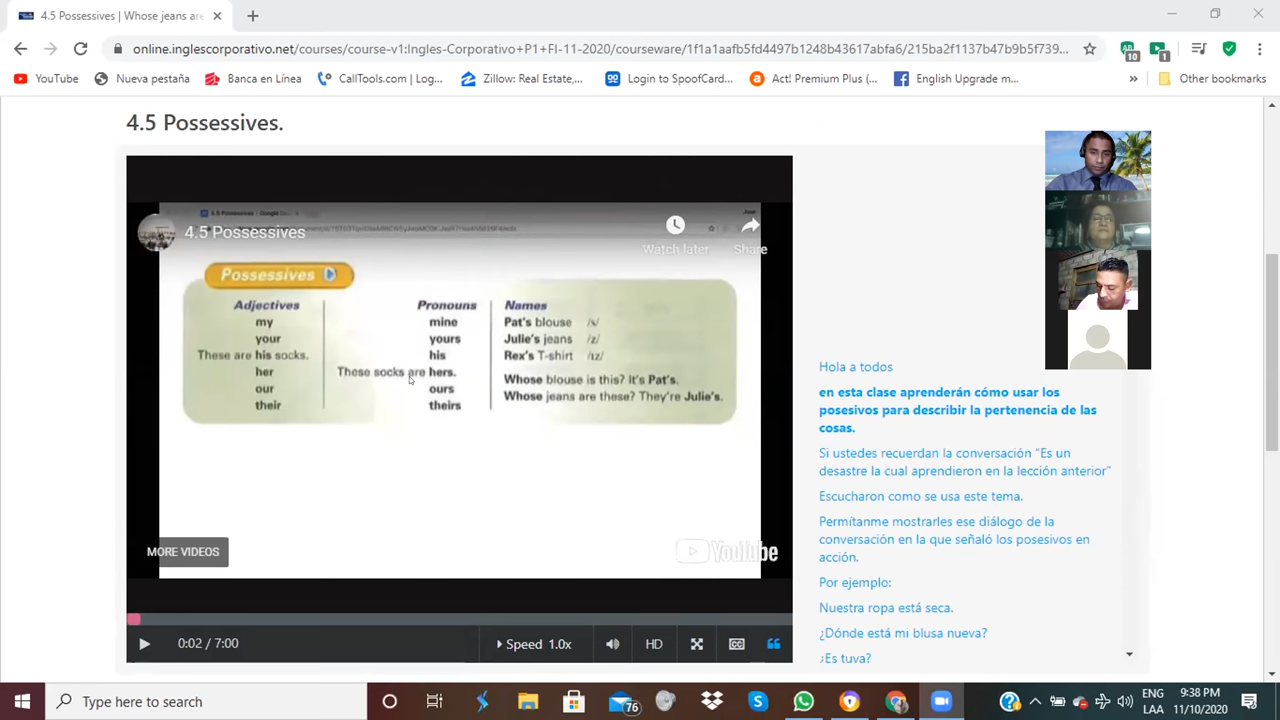 4.5 Possessives | Whose jeans are
online.inglescorporativo.net/courses/course-v1:Ingles-Corporativo+P1+FI-11-2020/courseware/1f1a1aafb5fd4497b1248b43617abfa6/215ba2f1137b47b9b5f739...
10
1
YouTube
Nueva pestaña
Banca en Línea
CallTools.com | Log...
Zillow: Real Estate,...
Login to SpoofCard...
Act! Premium Plus (...
English Upgrade m...
»
Other bookmarks
4.5 Possessives.
4.5 Possessives
Watch later
Share
Possessives
Adjectives
Pronouns
Names
my
mine
Pat's blouse /s/
your
yours
Julie's jeans /z/
These are his socks.
his
Rex's T-shirt /ɪz/
her
These socks are hers.
Whose blouse is this? It's Pat's.
our
ours
Whose jeans are these? They're Julie's.
their
theirs
MORE VIDEOS
YouTube
0:02 / 7:00
Speed 1.0x
HD
CC
Hola a todos
en esta clase aprenderán cómo usar los
posesivos para describir la pertenencia de las
cosas.
Si ustedes recuerdan la conversación “Es un
desastre la cual aprendieron en la lección anterior”
Escucharon como se usa este tema.
Permítanme mostrarles ese diálogo de la
conversación en la que señaló los posesivos en
acción.
Por ejemplo:
Nuestra ropa está seca.
¿Dónde está mi blusa nueva?
¿Es tuva?
Type here to search
76
ENG
LAA
9:38 PM
11/10/2020